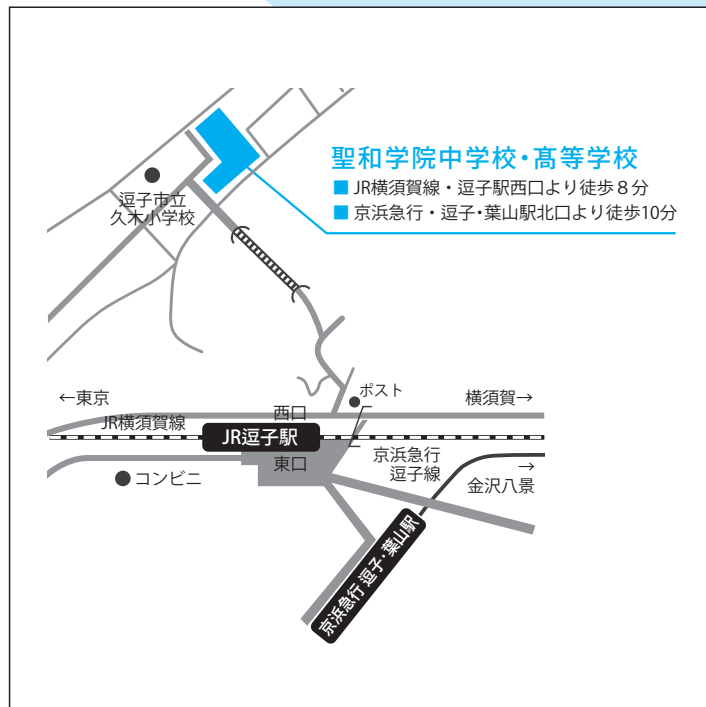 聖和学院中学校・髙等学校
■ JR横須賀線・逗子駅西口より徒歩８分
■ 京浜急行・逗子・葉山駅北口より徒歩10分
逗子市立
久木小学校
ポスト
←東京
横須賀→
西口
JR横須賀線
JR逗子駅
東口
京浜急行
逗子線
→
金沢八景
コンビニ
京浜急行 逗子・葉山駅